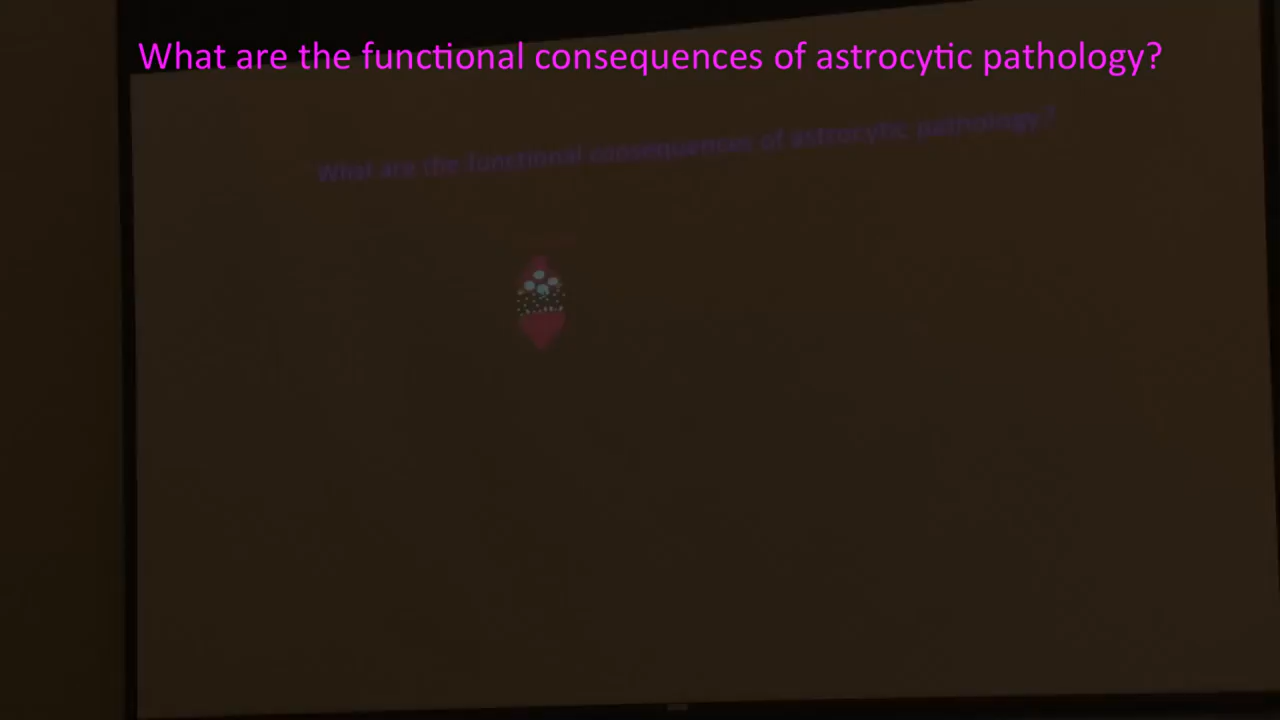 What are the functional consequences of astrocytic pathology?
What are the functional consequences of astrocytic pathology?